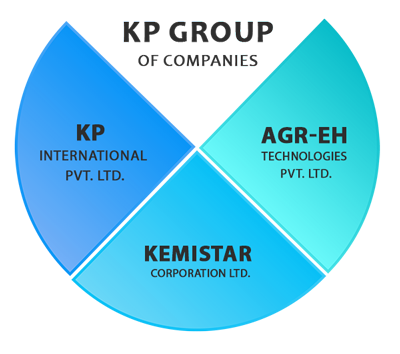 KP GROUP
OF COMPANIES
KP
INTERNATIONAL
PVT. LTD.
AGR-EH
TECHNOLOGIES
PVT. LTD.
KEMISTAR
CORPORATION LTD.